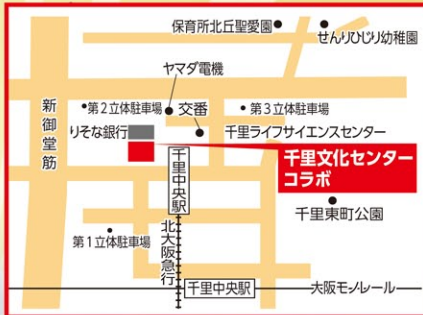 保育所北丘聖愛園
せんりひじり幼稚園
ヤマダ電機
新御堂筋
第2立体駐車場
交番
第3立体駐車場
りそな銀行
千里ライフサイエンスセンター
千里文化センター
コラボ
千里中央駅
千里東町公園
第1立体駐車場
北大阪急行
千里中央駅
大阪モノレール